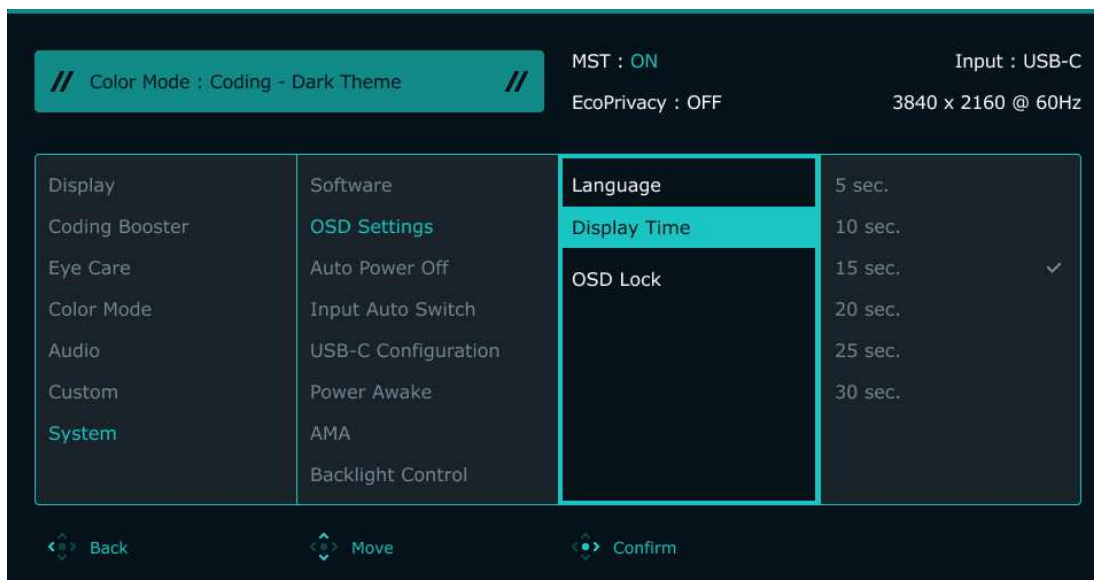 // Color Mode : Coding - Dark Theme //
MST : ON
Input : USB-C
EcoPrivacy : OFF
3840 x 2160 @ 60Hz
Display
Coding Booster
Eye Care
Color Mode
Audio
Custom
System
Software
OSD Settings
Auto Power Off
Input Auto Switch
USB-C Configuration
Power Awake
AMA
Backlight Control
Language
Display Time
OSD Lock
5 sec.
10 sec.
15 sec.
20 sec.
25 sec.
30 sec.
Back
Move
Confirm